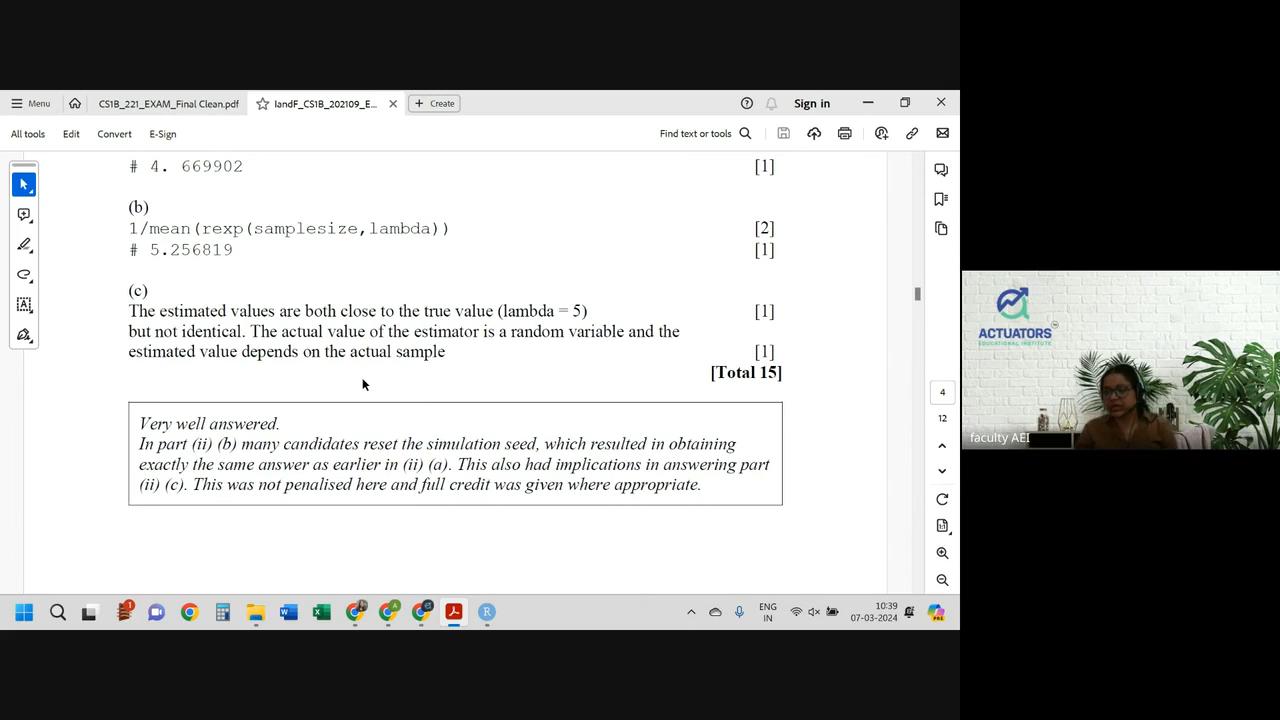 Menu
CS1B_221_EXAM_Final Clean.pdf
IandF_CS1B_202109_E...
Create
Sign in
All tools
Edit
Convert
E-Sign
Find text or tools
# 4. 669902 [1]
(b)
1/mean(rexp(samplesize,lambda)) [2]
# 5.256819 [1]
(c)
The estimated values are both close to the true value (lambda = 5) [1]
but not identical. The actual value of the estimator is a random variable and the
estimated value depends on the actual sample [1]
[Total 15]
Very well answered.
In part (ii) (b) many candidates reset the simulation seed, which resulted in obtaining
exactly the same answer as earlier in (ii) (a). This also had implications in answering part
(ii) (c). This was not penalised here and full credit was given where appropriate.
4
12
ACTUATORS
EDUCATIONAL INSTITUTE
faculty AEI
ENG
IN
10:39
07-03-2024